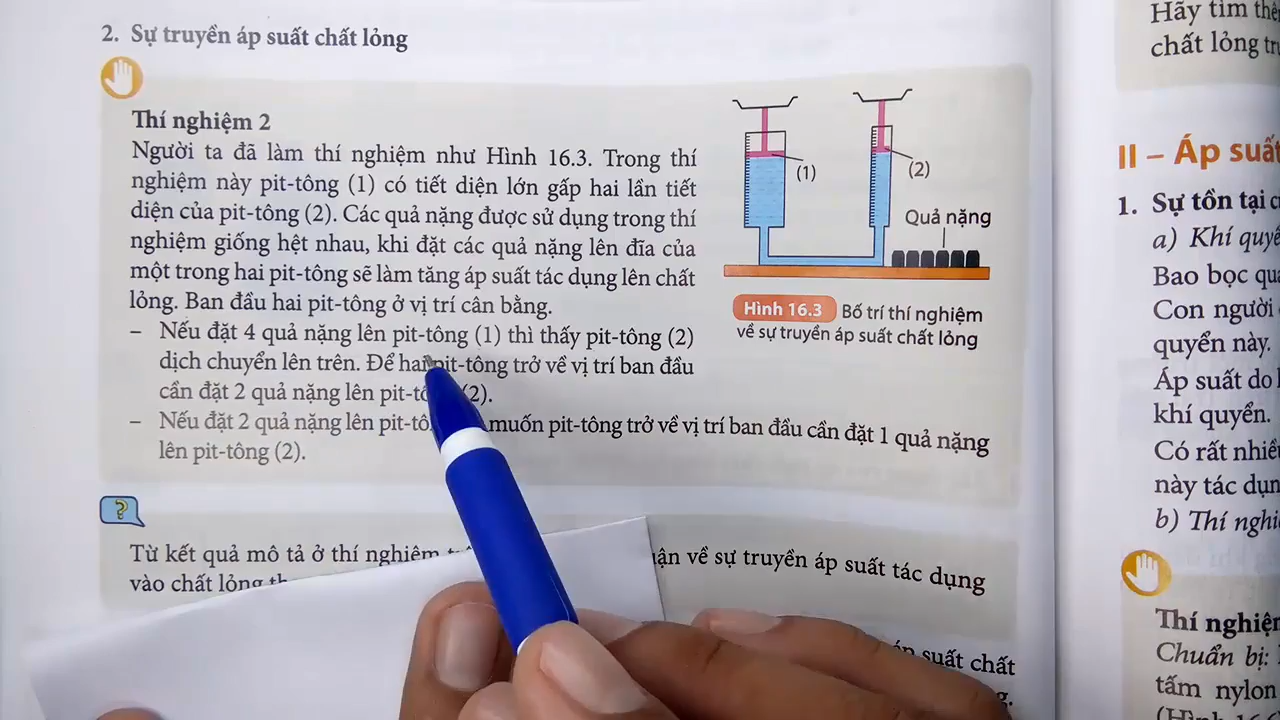 2. Sự truyền áp suất chất lỏng
Thí nghiệm 2
Người ta đã làm thí nghiệm như Hình 16.3. Trong thí
nghiệm này pit-tông (1) có tiết diện lớn gấp hai lần tiết
diện của pit-tông (2). Các quả nặng được sử dụng trong thí
nghiệm giống hệt nhau, khi đặt các quả nặng lên đĩa của
một trong hai pit-tông sẽ làm tăng áp suất tác dụng lên chất
lỏng. Ban đầu hai pit-tông ở vị trí cân bằng.
– Nếu đặt 4 quả nặng lên pit-tông (1) thì thấy pit-tông (2)
dịch chuyển lên trên. Để hai pit-tông trở về vị trí ban đầu
cần đặt 2 quả nặng lên (2).
– Nếu đặt 2 quả nặng lên muốn pit-tông trở về vị trí ban đầu cần đặt 1 quả nặng
lên pit-tông (2).
(1)
(2)
Quả nặng
Hình 16.3 Bố trí thí nghiệm
về sự truyền áp suất chất lỏng
?
Từ kết quả mô tả ở thí nghiệm về sự truyền áp suất tác dụng
vào chất lỏng
suất chất
Hãy tìm
chất lỏng
II – Áp suất
1. Sự tồn tại
a) Khí
Bao bọc
Con người
quyển này.
Áp suất do
khí quyển.
Có rất
này tác
b) Thí
Thí nghiệm
Chuẩn bị:
tấm nylon